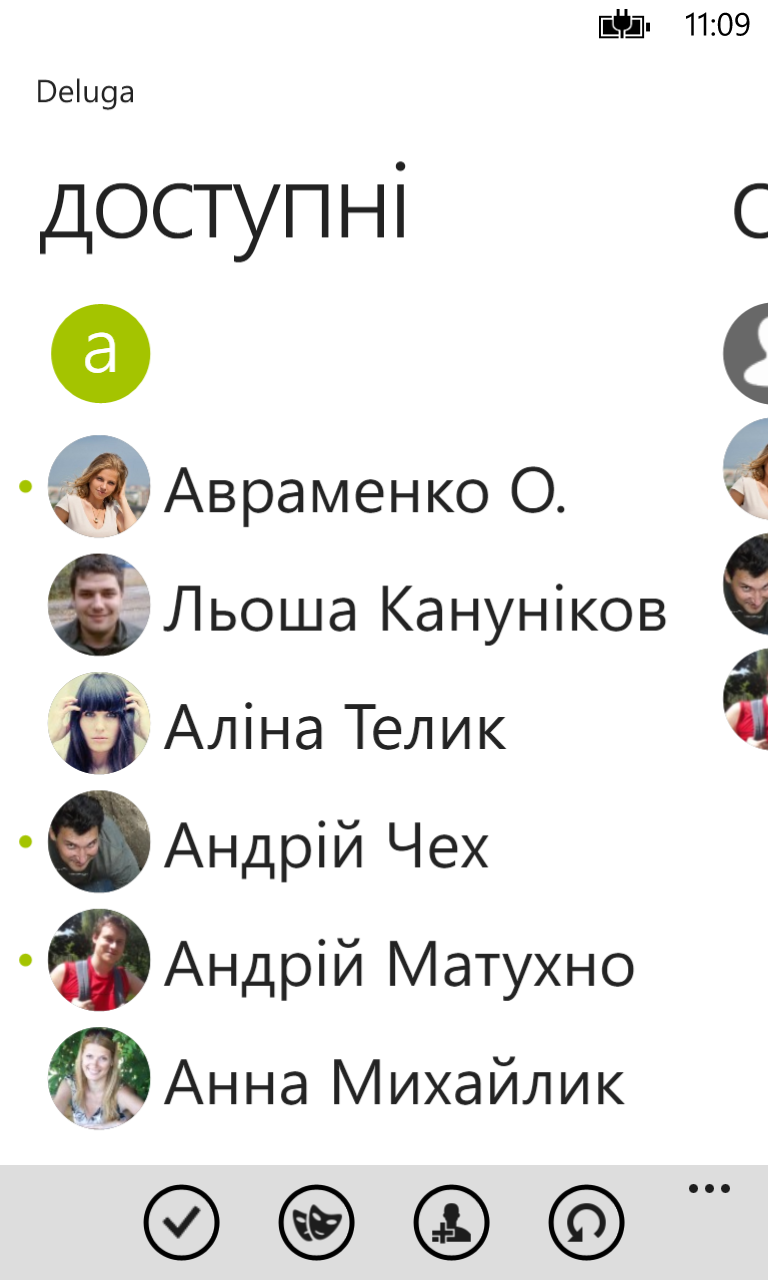 11:09
Deluga
доступні
а
Авраменко О.
Льоша Кануніков
Аліна Телик
Андрій Чех
Андрій Матухно
Анна Михайлик